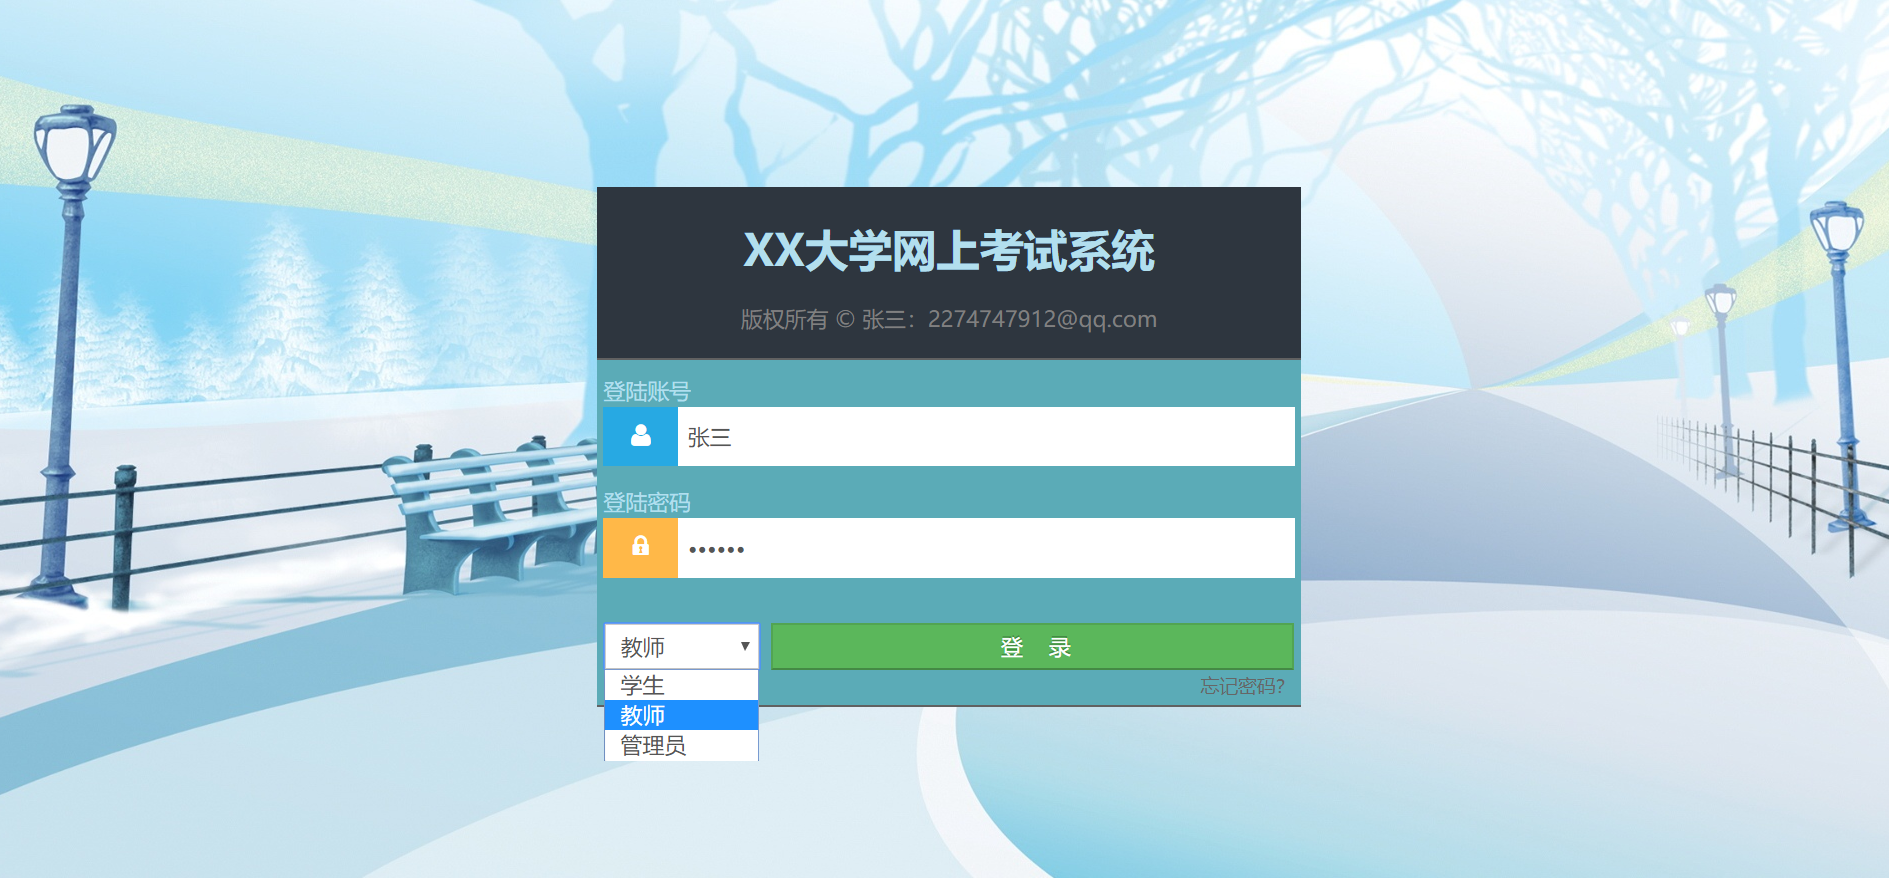 XX大学网上考试系统
版权所有 © 张三：2274747912@qq.com
登陆账号
张三
登陆密码
••••••
教师 ▼
登 录
学生
忘记密码?
教师
管理员